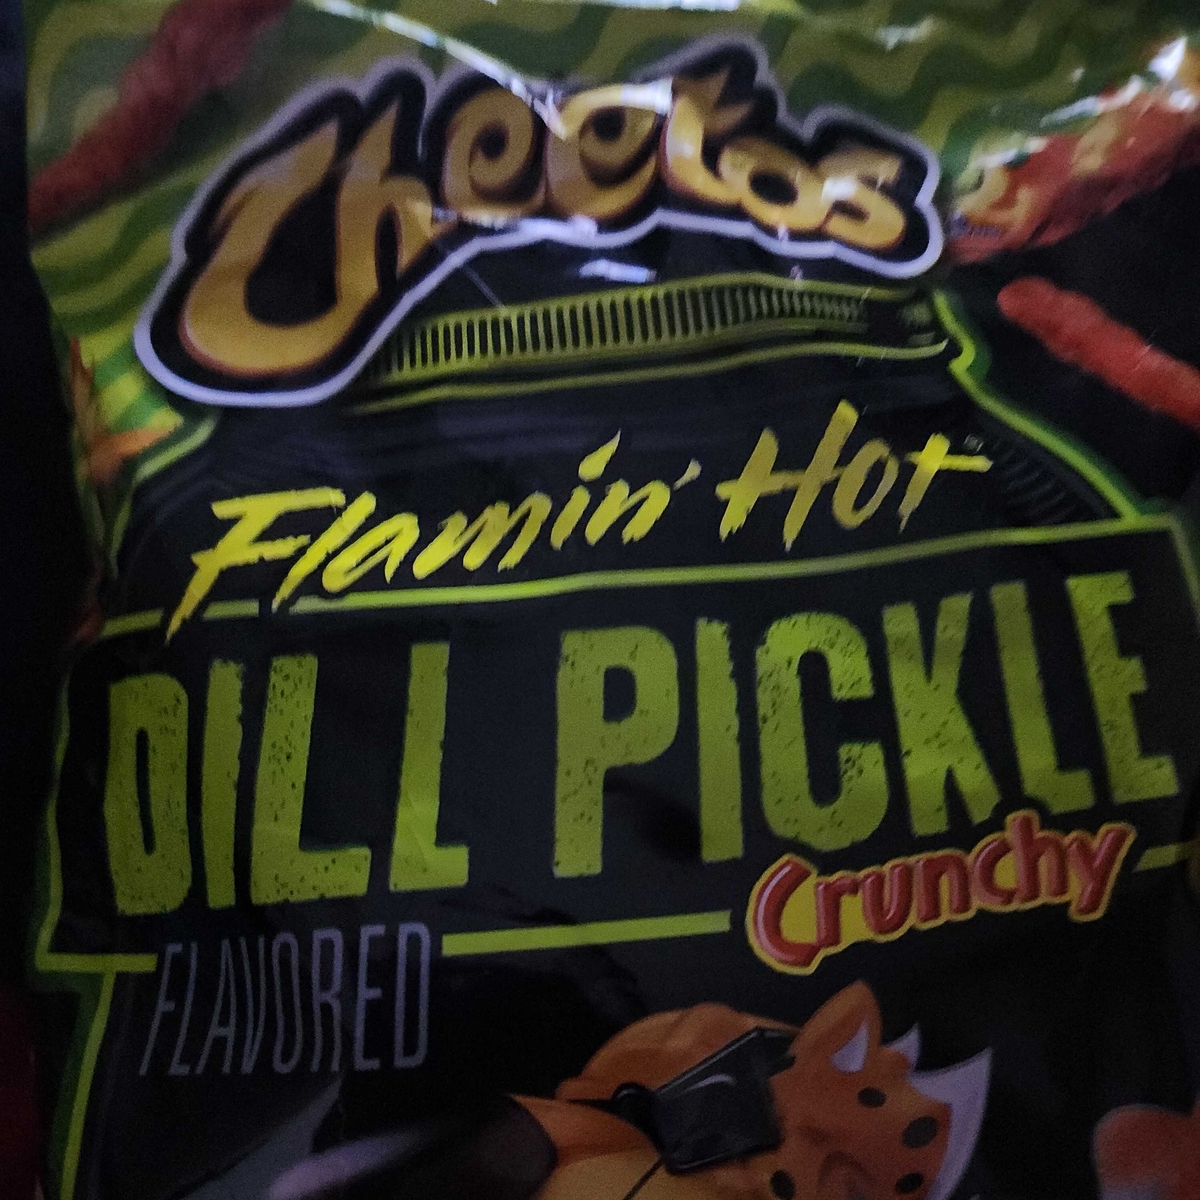 Cheetos
Flamin' Hot
DILL PICKLE
Crunchy
FLAVORED